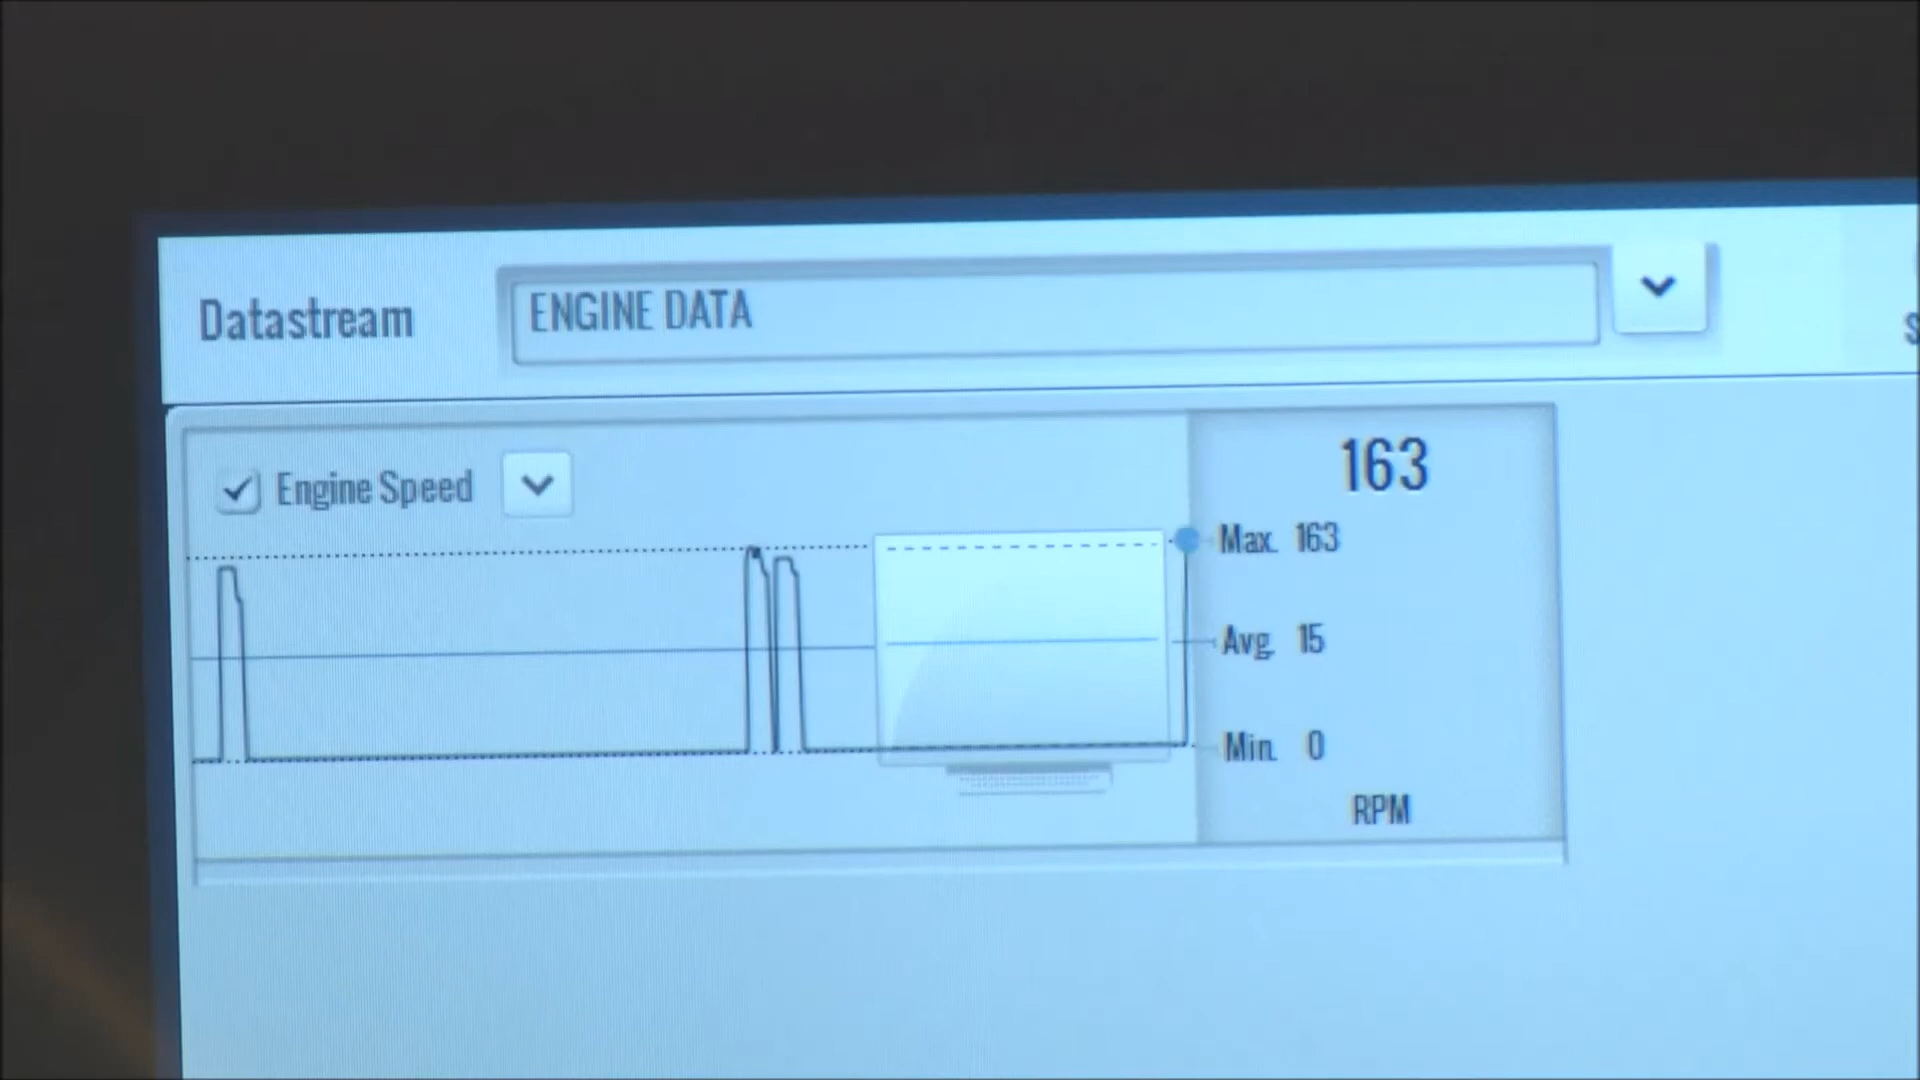 Datastream
ENGINE DATA
Engine Speed
163
Max. 163
Avg. 15
Min. 0
RPM